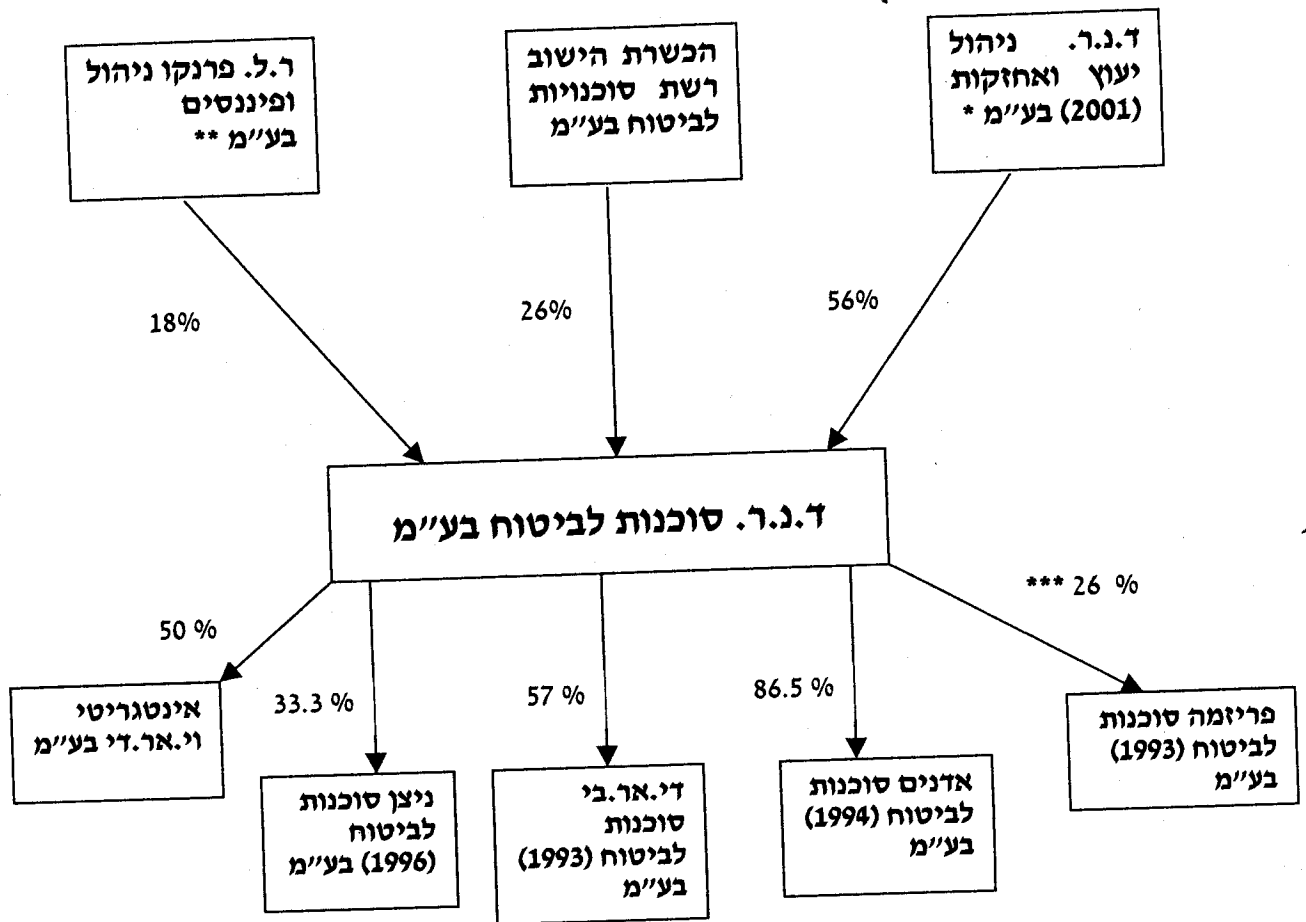 ד.נ.ר. ניהול
יעוץ ואחזקות
(2001) בע״מ *
הכשרת הישוב
רשת סוכנויות
לביטוח בע״מ
ר.ל. פרנקו ניהול
ופיננסים
בע״מ **
56%
26%
18%
ד.נ.ר. סוכנות לביטוח בע״מ
*** 26 %
86.5 %
57 %
33.3 %
50 %
פריזמה סוכנות
לביטוח (1993)
בע״מ
אדנים סוכנות
לביטוח (1994)
בע״מ
די.אר.בי
סוכנות
לביטוח (1993)
בע״מ
ניצן סוכנות
לביטוח
(1996) בע״מ
אינטגריטי
וי.אר.די בע״מ